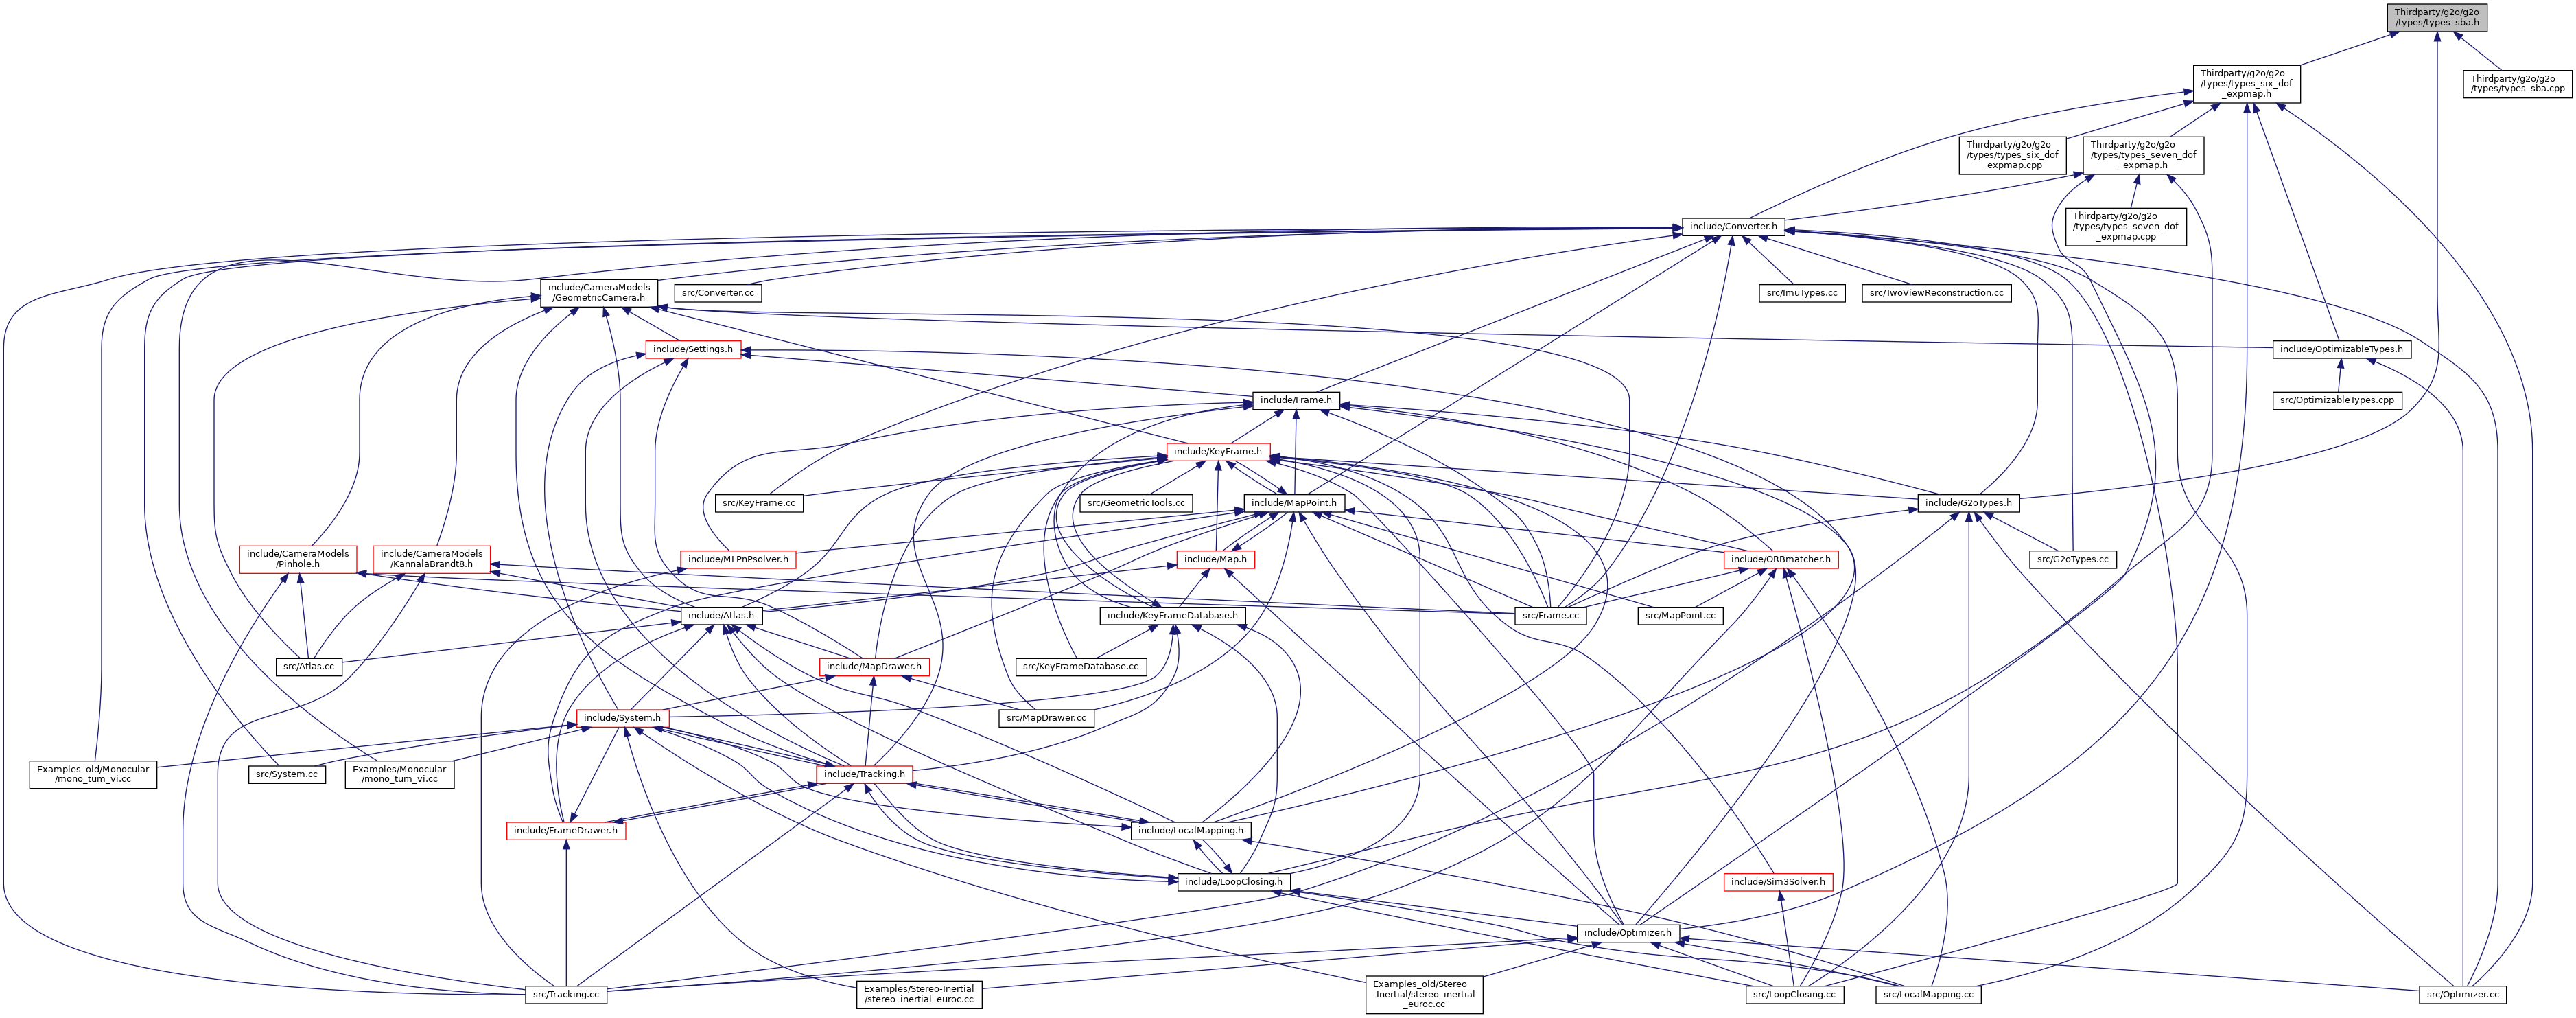 Thirdparty/g2o/g2o
/types/types_sba.h
Thirdparty/g2o/g2o
/types/types_six_dof
_expmap.h
Thirdparty/g2o/g2o
/types/types_sba.cpp
Thirdparty/g2o/g2o
/types/types_six_dof
_expmap.cpp
Thirdparty/g2o/g2o
/types/types_seven_dof
_expmap.h
Thirdparty/g2o/g2o
/types/types_seven_dof
_expmap.cpp
include/Converter.h
include/CameraModels
/GeometricCamera.h
src/Converter.cc
src/ImuTypes.cc
src/TwoViewReconstruction.cc
include/Settings.h
include/OptimizableTypes.h
include/Frame.h
src/OptimizableTypes.cpp
include/KeyFrame.h
src/KeyFrame.cc
src/GeometricTools.cc
include/MapPoint.h
include/G2oTypes.h
include/CameraModels
/Pinhole.h
include/CameraModels
/KannalaBrandt8.h
include/MLPnPsolver.h
include/Map.h
include/ORBmatcher.h
src/G2oTypes.cc
include/Atlas.h
include/KeyFrameDatabase.h
src/Frame.cc
src/MapPoint.cc
src/Atlas.cc
include/MapDrawer.h
src/KeyFrameDatabase.cc
include/System.h
src/MapDrawer.cc
Examples_old/Monocular
/mono_tum_vi.cc
src/System.cc
Examples/Monocular
/mono_tum_vi.cc
include/Tracking.h
include/FrameDrawer.h
include/LocalMapping.h
include/LoopClosing.h
include/Sim3Solver.h
include/Optimizer.h
src/Tracking.cc
Examples/Stereo-Inertial
/stereo_inertial_euroc.cc
Examples_old/Stereo
-Inertial/stereo_inertial
_euroc.cc
src/LoopClosing.cc
src/LocalMapping.cc
src/Optimizer.cc